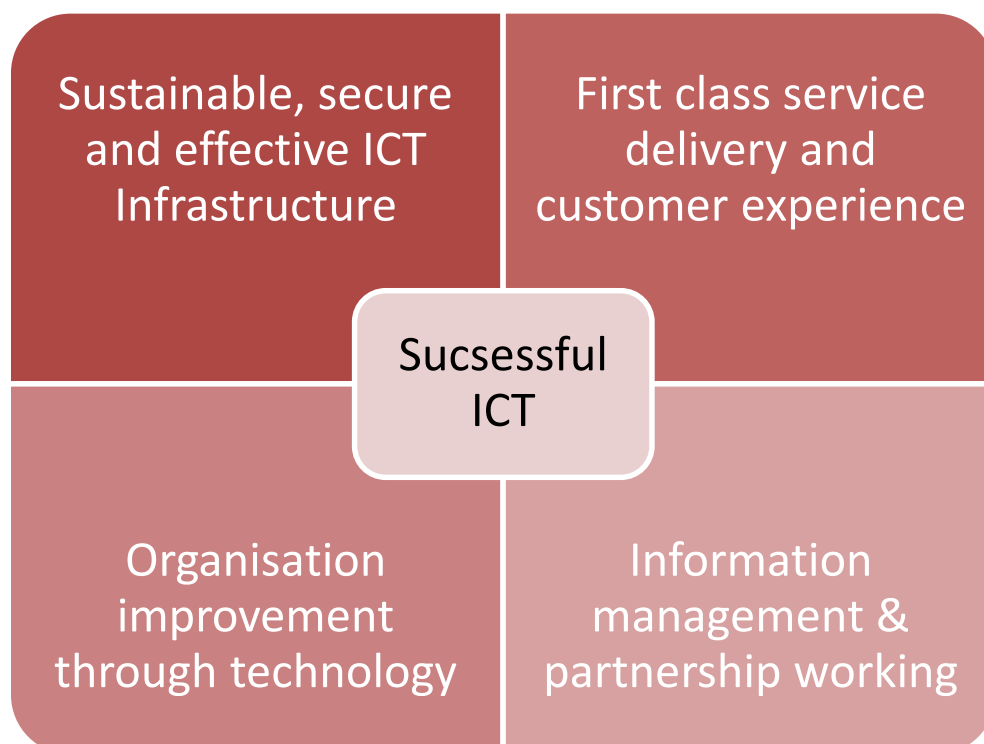 Sustainable, secure
and effective ICT
Infrastructure
First class service
delivery and
customer experience
Sucsessful
ICT
Organisation
improvement
through technology
Information
management &
partnership working